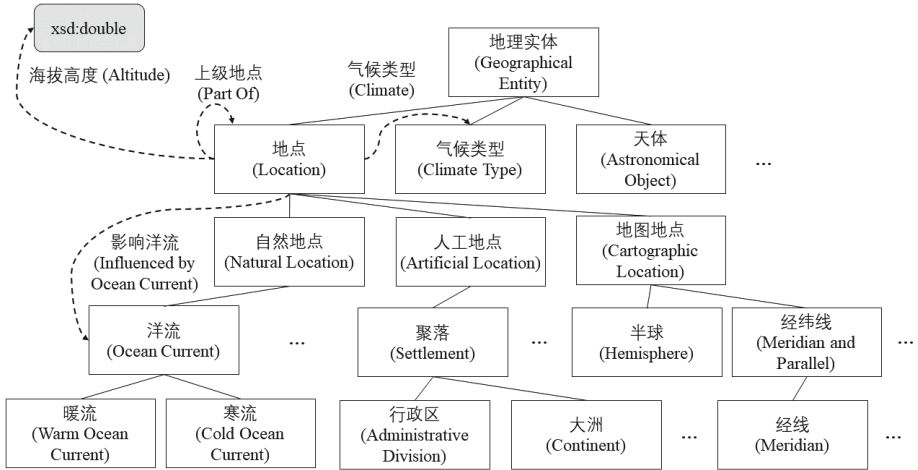 xsd:double
海拔高度 (Altitude)
上级地点
(Part Of)
气候类型
(Climate)
地理实体
(Geographical
Entity)
地点
(Location)
气候类型
(Climate Type)
天体
(Astronomical
Object)
...
影响洋流
(Influenced by
Ocean Current)
自然地点
(Natural Location)
人工地点
(Artificial Location)
地图地点
(Cartographic
Location)
洋流
(Ocean Current)
...
聚落
(Settlement)
...
半球
(Hemisphere)
经纬线
(Meridian and
Parallel)
...
暖流
(Warm Ocean
Current)
寒流
(Cold Ocean
Current)
行政区
(Administrative
Division)
大洲
(Continent)
...
经线
(Meridian)
...